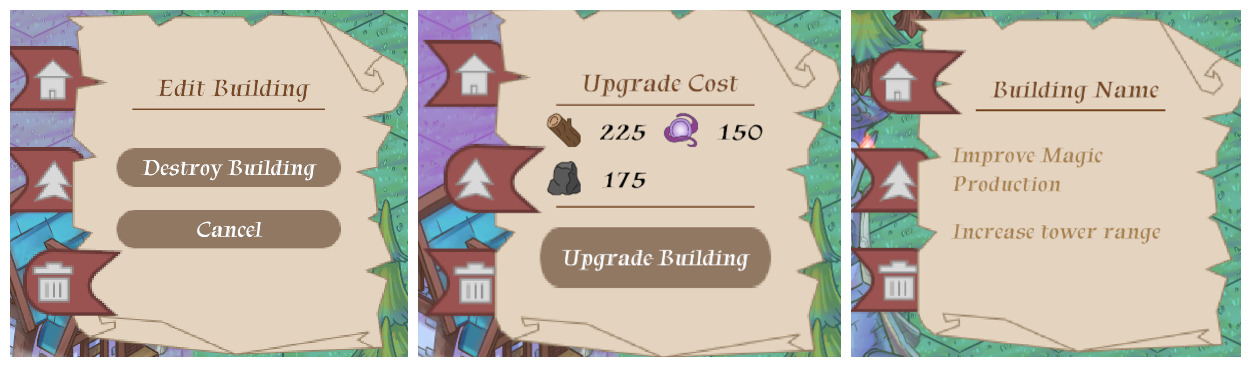 Edit Building
Destroy Building
Cancel
Upgrade Cost
225 150
175
Upgrade Building
Building Name
Improve Magic
Production
Increase tower range